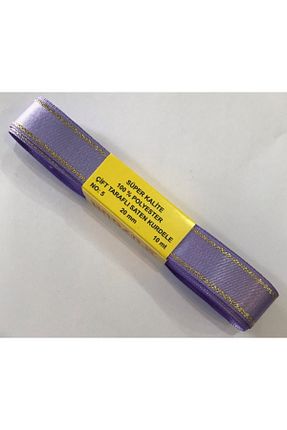 SÜPER KALİTE
100 % POLYESTER
ÇİFT TARAFLI SATEN KURDELE
NO: 5 20 mm 10 mt